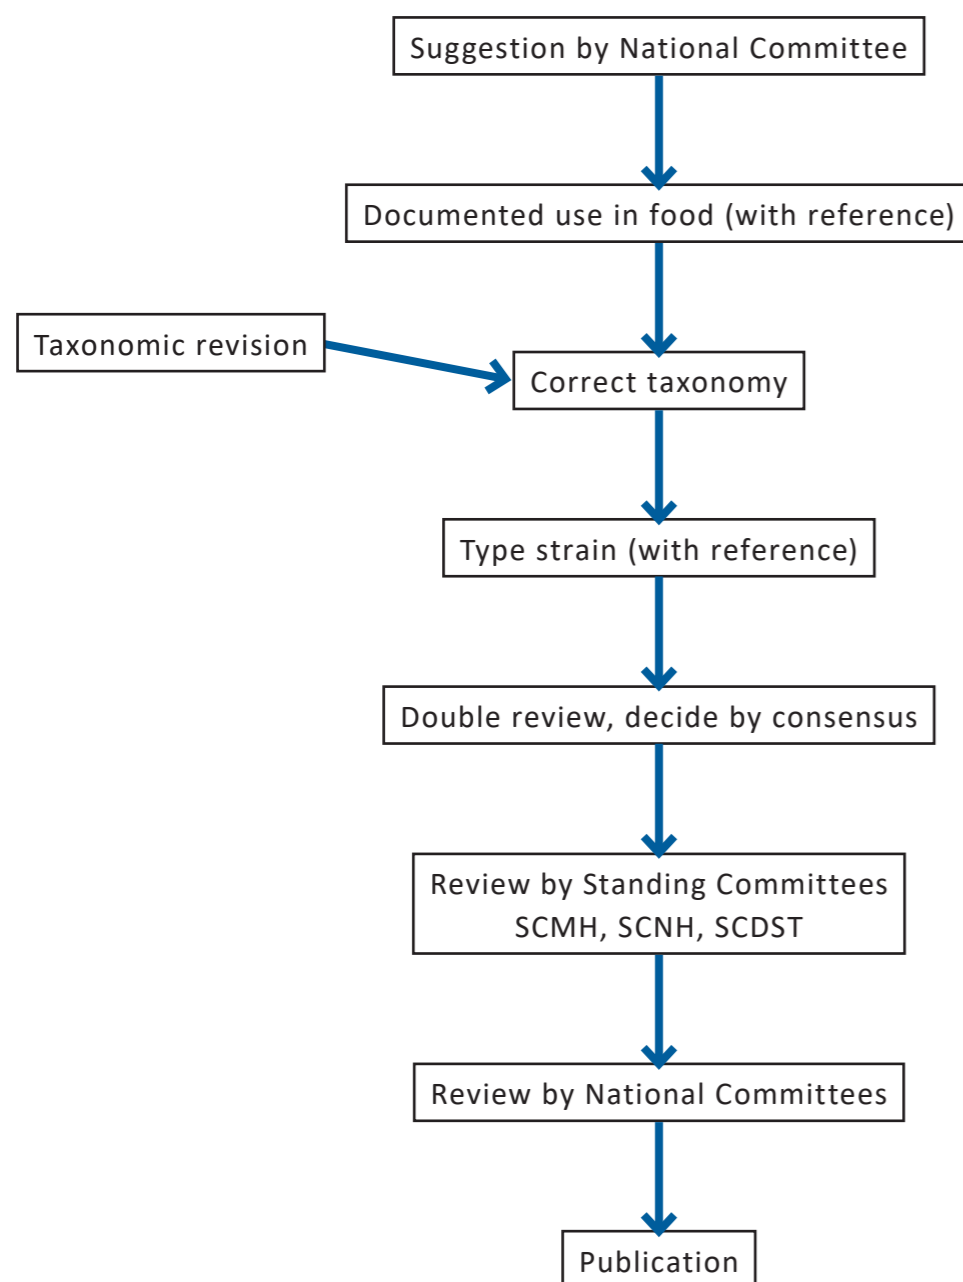 Suggestion by National Committee
Documented use in food (with reference)
Taxonomic revision
Correct taxonomy
Type strain (with reference)
Double review, decide by consensus
Review by Standing Committees
SCMH, SCNH, SCDST
Review by National Committees
Publication